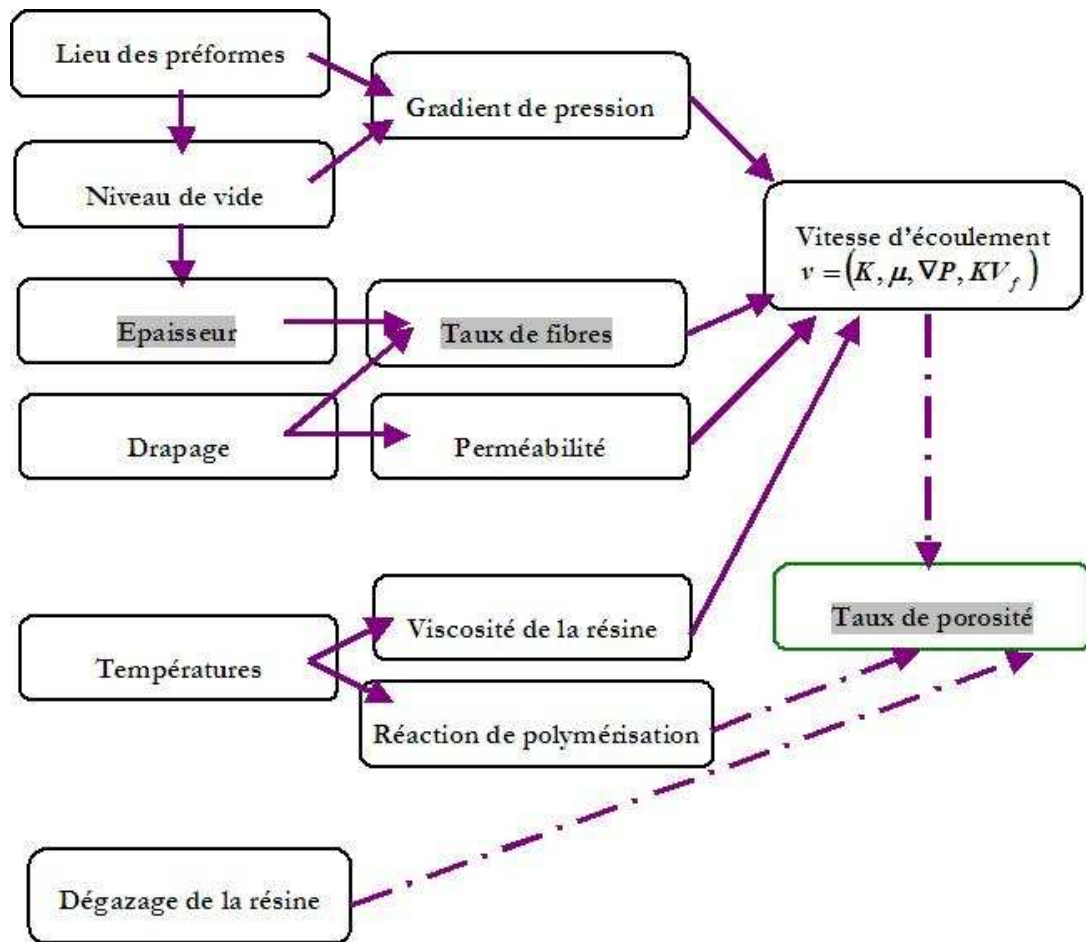 Lieu des préformes
Gradient de pression
Niveau de vide
Vitesse d'écoulement
v = (K, μ, ∇P, KV_f)
Epaisseur
Taux de fibres
Drapage
Perméabilité
Viscosité de la résine
Taux de porosité
Températures
Réaction de polymérisation
Dégazage de la résine